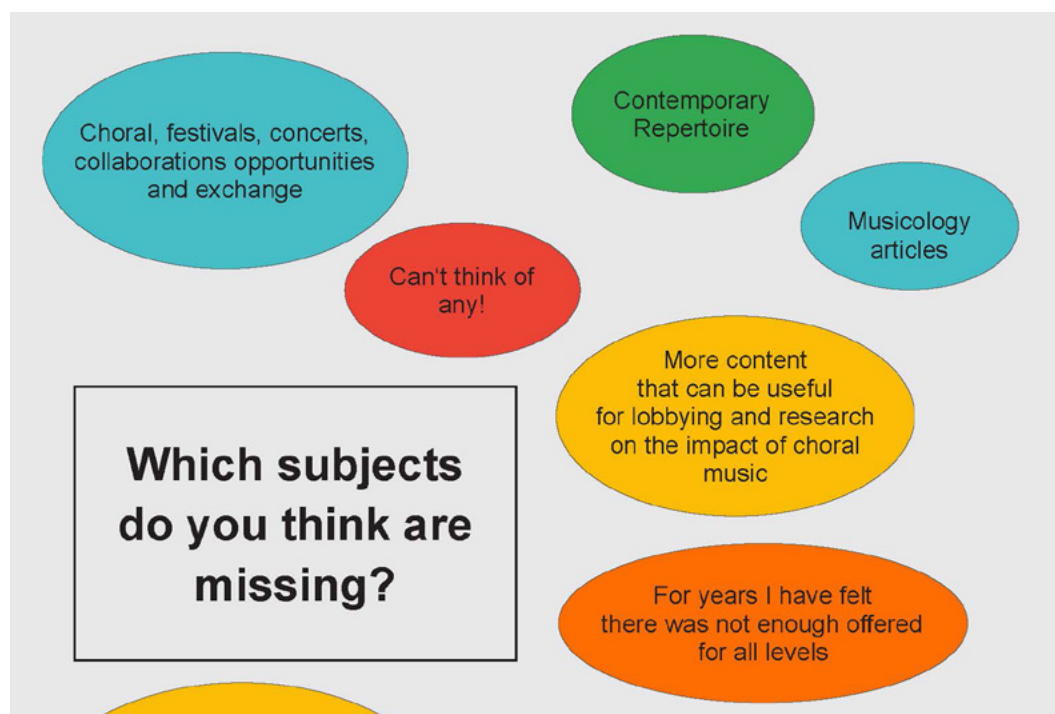 Choral, festivals, concerts,
collaborations opportunities
and exchange
Contemporary
Repertoire
Musicology
articles
Can't think of
any!
More content
that can be useful
for lobbying and research
on the impact of choral
music
Which subjects
do you think are
missing?
For years I have felt
there was not enough offered
for all levels